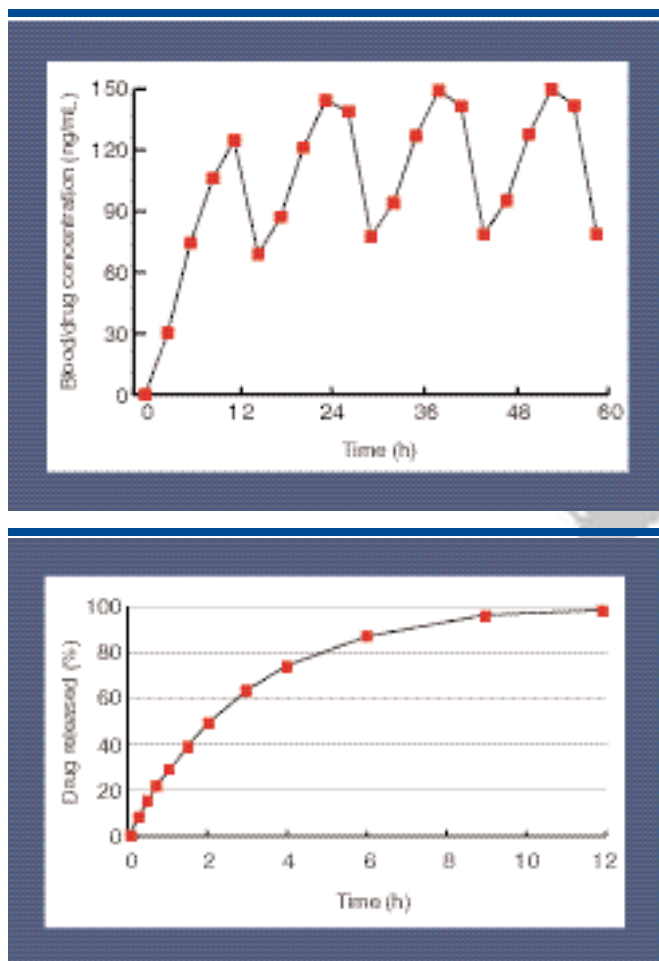 Blood/drug concentration (ng/mL)
150
120
90
60
30
0
0 12 24 36 48 60
Time (h)
Drug released (%)
100
80
60
40
20
0
0 2 4 6 8 10 12
Time (h)